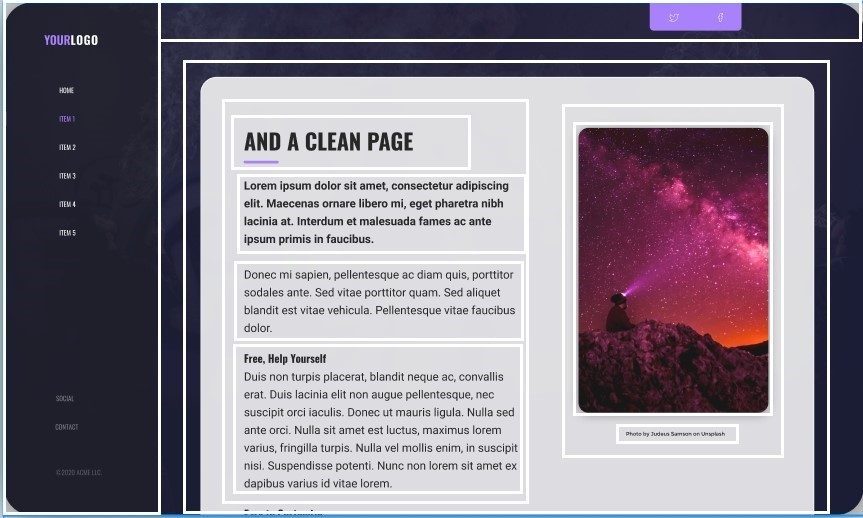 YOURLOGO
HOME
ITEM 1
ITEM 2
ITEM 3
ITEM 4
ITEM 5
SOCIAL
CONTACT
©2020 ACME LLC.
AND A CLEAN PAGE
Lorem ipsum dolor sit amet, consectetur adipiscing
elit. Maecenas ornare libero mi, eget pharetra nibh
lacinia at. Interdum et malesuada fames ac ante
ipsum primis in faucibus.
Donec mi sapien, pellentesque ac diam quis, porttitor
sodales ante. Sed vitae porttitor quam. Sed aliquet
blandit est vitae vehicula. Pellentesque vitae faucibus
dolor.
Free, Help Yourself
Duis non turpis placerat, blandit neque ac, convallis
erat. Duis lacinia elit non augue pellentesque, nec
suscipit orci iaculis. Donec ut mauris ligula. Nulla sed
ante orci. Nulla sit amet est luctus, maximus lorem
varius, fringilla turpis. Nulla vel mollis enim, in suscipit
nisi. Suspendisse potenti. Nunc non lorem sit amet ex
dapibus varius id vitae lorem.
Photo by Judeus Samson on Unsplash